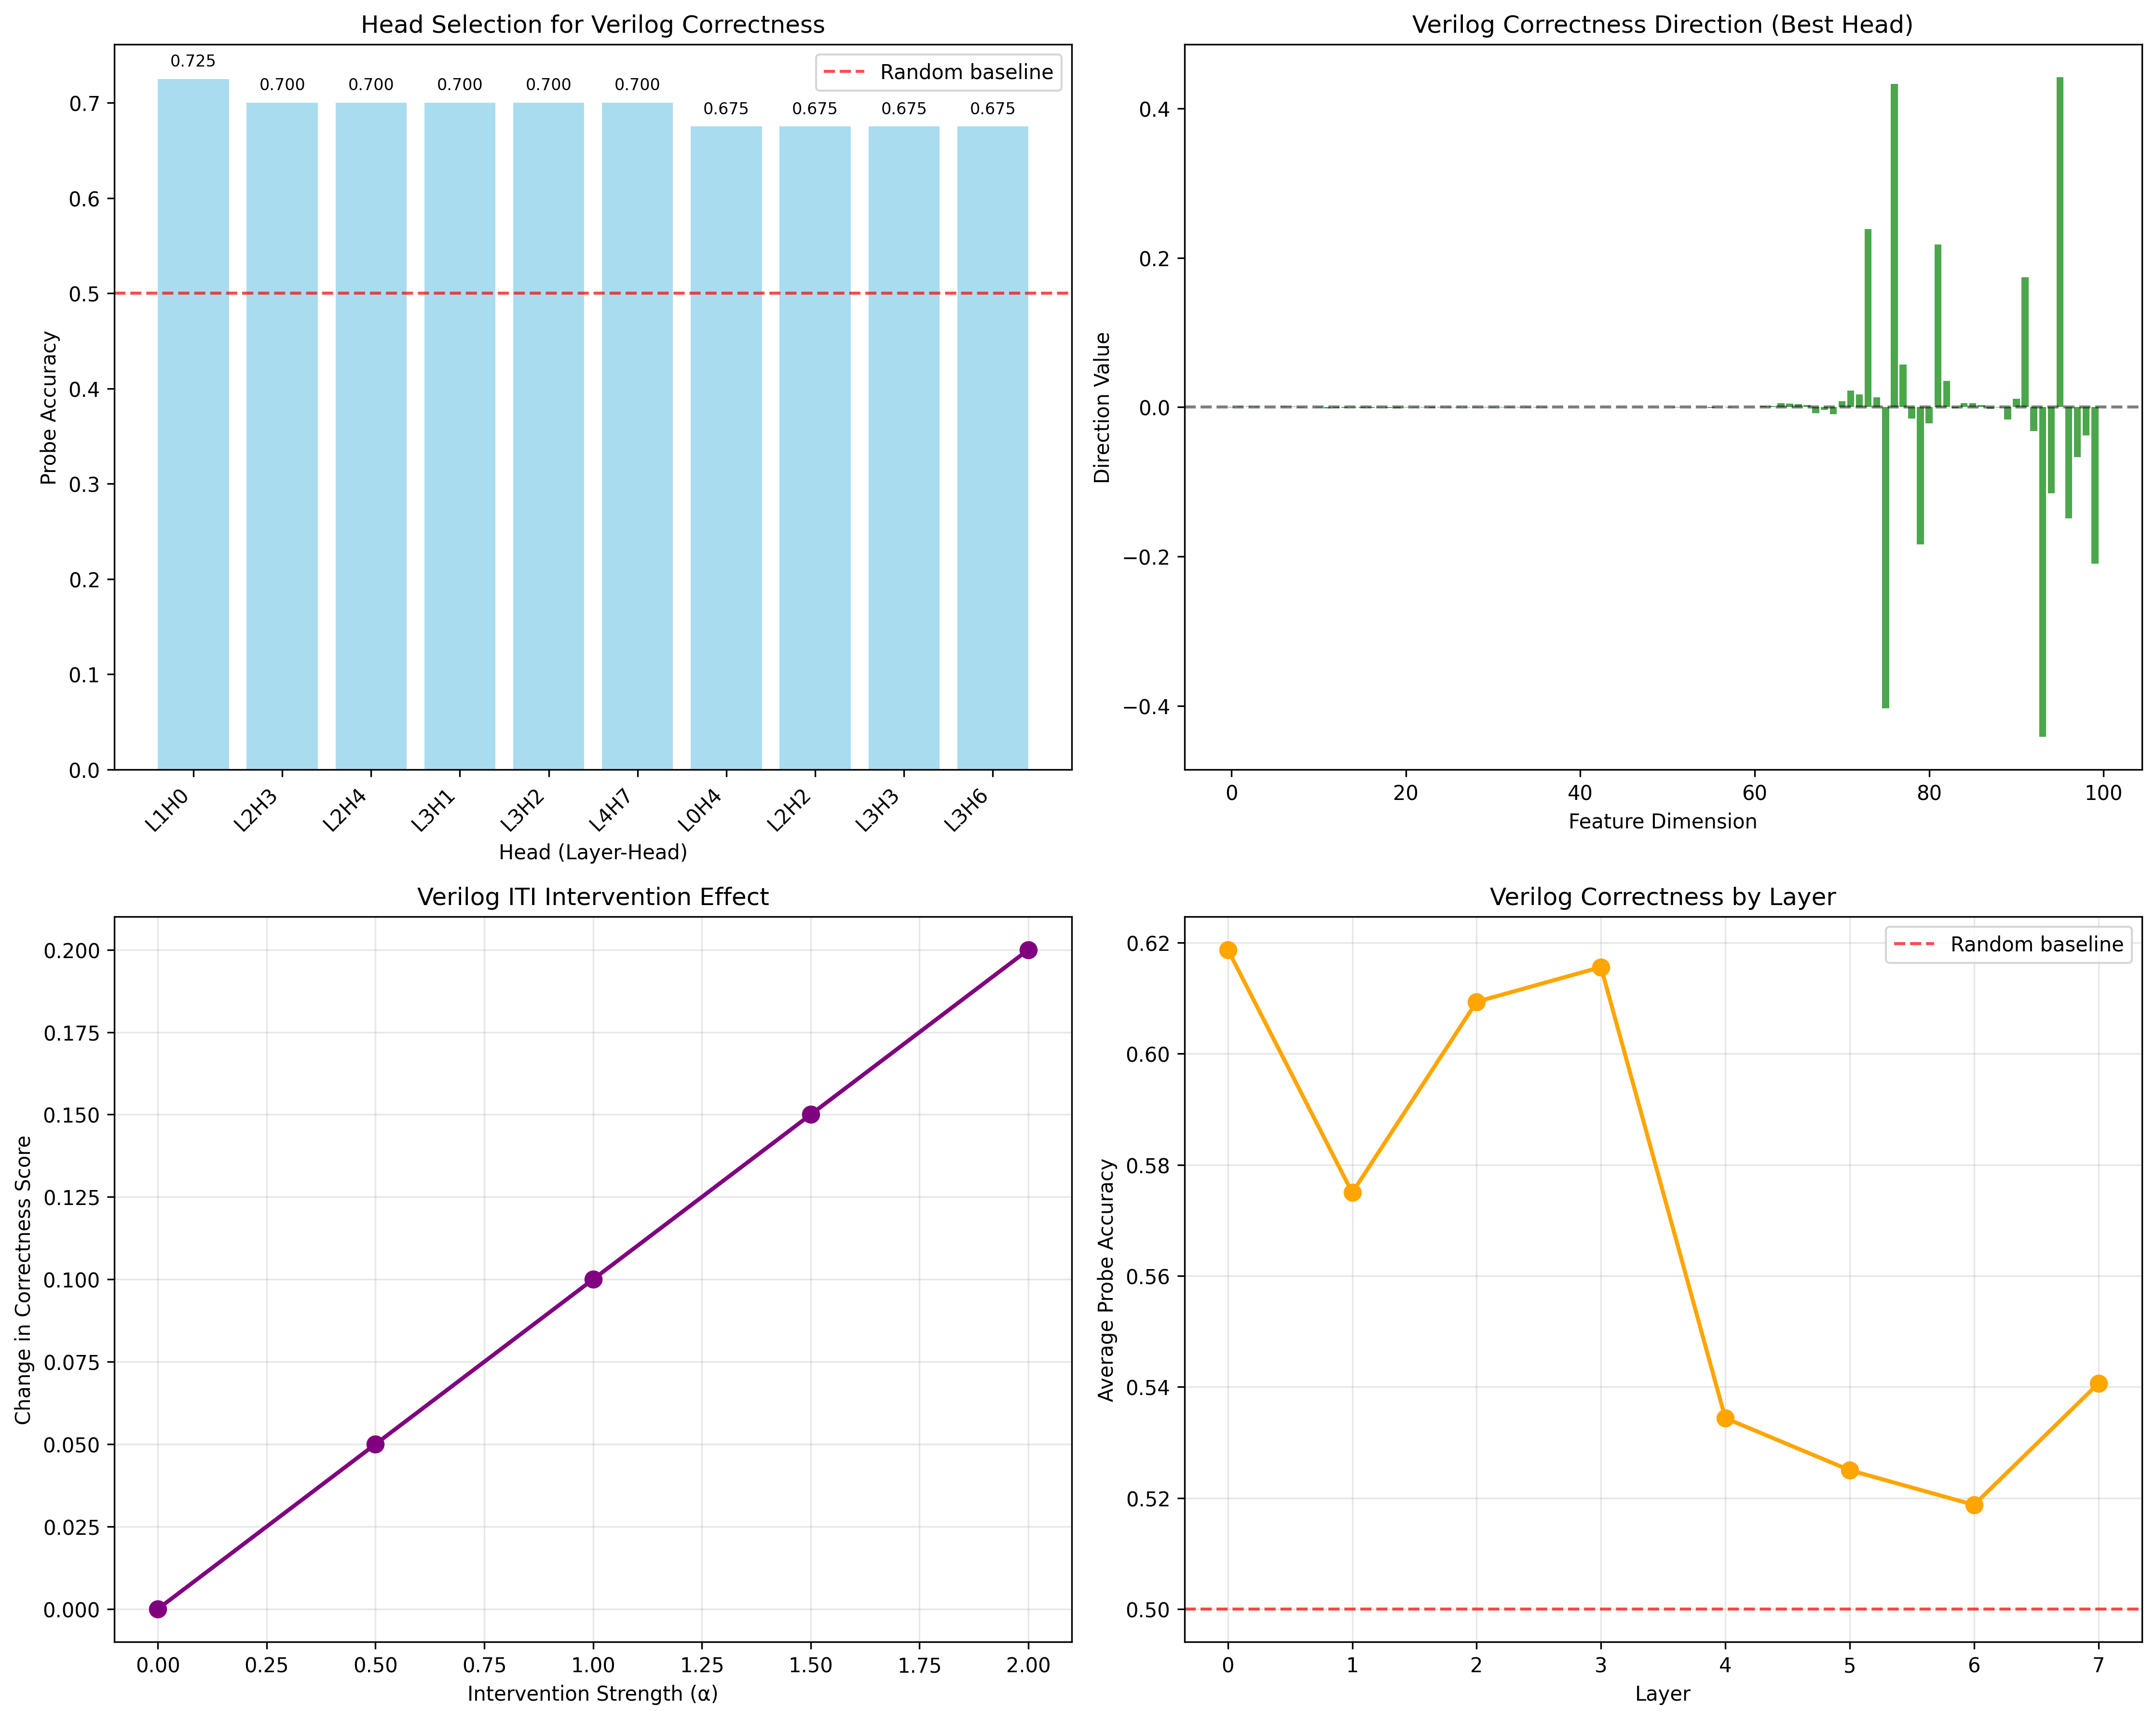 Head Selection for Verilog Correctness
0.725
0.700
0.700
0.700
0.700
0.700
0.675
0.675
0.675
0.675
Random baseline
0.7
0.6
0.5
0.4
0.3
0.2
0.1
0.0
Probe Accuracy
L1H0
L2H3
L2H4
L3H1
L3H2
L4H7
L0H4
L2H2
L3H3
L3H6
Head (Layer-Head)
Verilog Correctness Direction (Best Head)
0.4
0.2
0.0
−0.2
−0.4
Direction Value
0
20
40
60
80
100
Feature Dimension
Verilog ITI Intervention Effect
0.200
0.175
0.150
0.125
0.100
0.075
0.050
0.025
0.000
Change in Correctness Score
0.00
0.25
0.50
0.75
1.00
1.25
1.50
1.75
2.00
Intervention Strength (α)
Verilog Correctness by Layer
Random baseline
0.62
0.60
0.58
0.56
0.54
0.52
0.50
Average Probe Accuracy
0
1
2
3
4
5
6
7
Layer